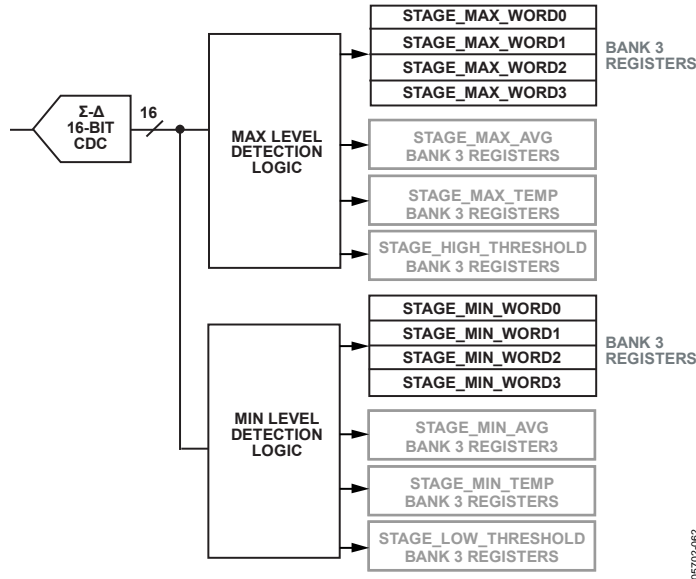 STAGE_MAX_WORD0
STAGE_MAX_WORD1
STAGE_MAX_WORD2
STAGE_MAX_WORD3
BANK 3
REGISTERS
Σ-Δ
16-BIT
CDC
16
MAX LEVEL
DETECTION
LOGIC
STAGE_MAX_AVG
BANK 3 REGISTERS
STAGE_MAX_TEMP
BANK 3 REGISTERS
STAGE_HIGH_THRESHOLD
BANK 3 REGISTERS
STAGE_MIN_WORD0
STAGE_MIN_WORD1
STAGE_MIN_WORD2
STAGE_MIN_WORD3
BANK 3
REGISTERS
MIN LEVEL
DETECTION
LOGIC
STAGE_MIN_AVG
BANK 3 REGISTER3
STAGE_MIN_TEMP
BANK 3 REGISTERS
STAGE_LOW_THRESHOLD
BANK 3 REGISTERS